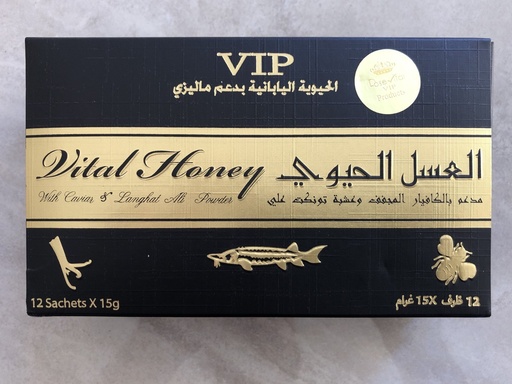 VIP
الحيوية اليابانية بدعم ماليزي
Vital Honey
العسل الحيوي
With Caviar & Langhat Ali Powder
مدعم بالكافيار المجفف وعشبة تونكت علي
12 Sachets X 15g
12 ظرف 15X غرام